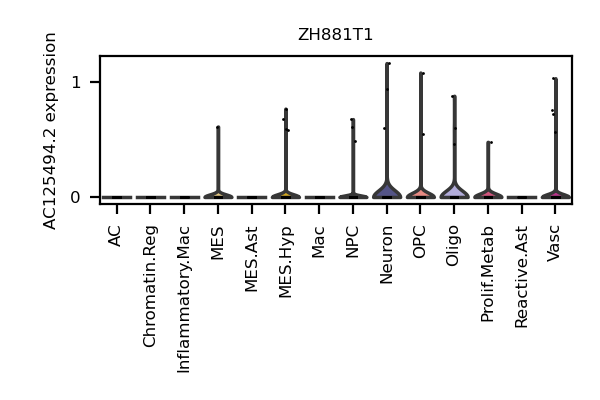 ZH881T1
AC125494.2 expression
1
0
AC
Chromatin.Reg
Inflammatory.Mac
MES
MES.Ast
MES.Hyp
Mac
NPC
Neuron
OPC
Oligo
Prolif.Metab
Reactive.Ast
Vasc